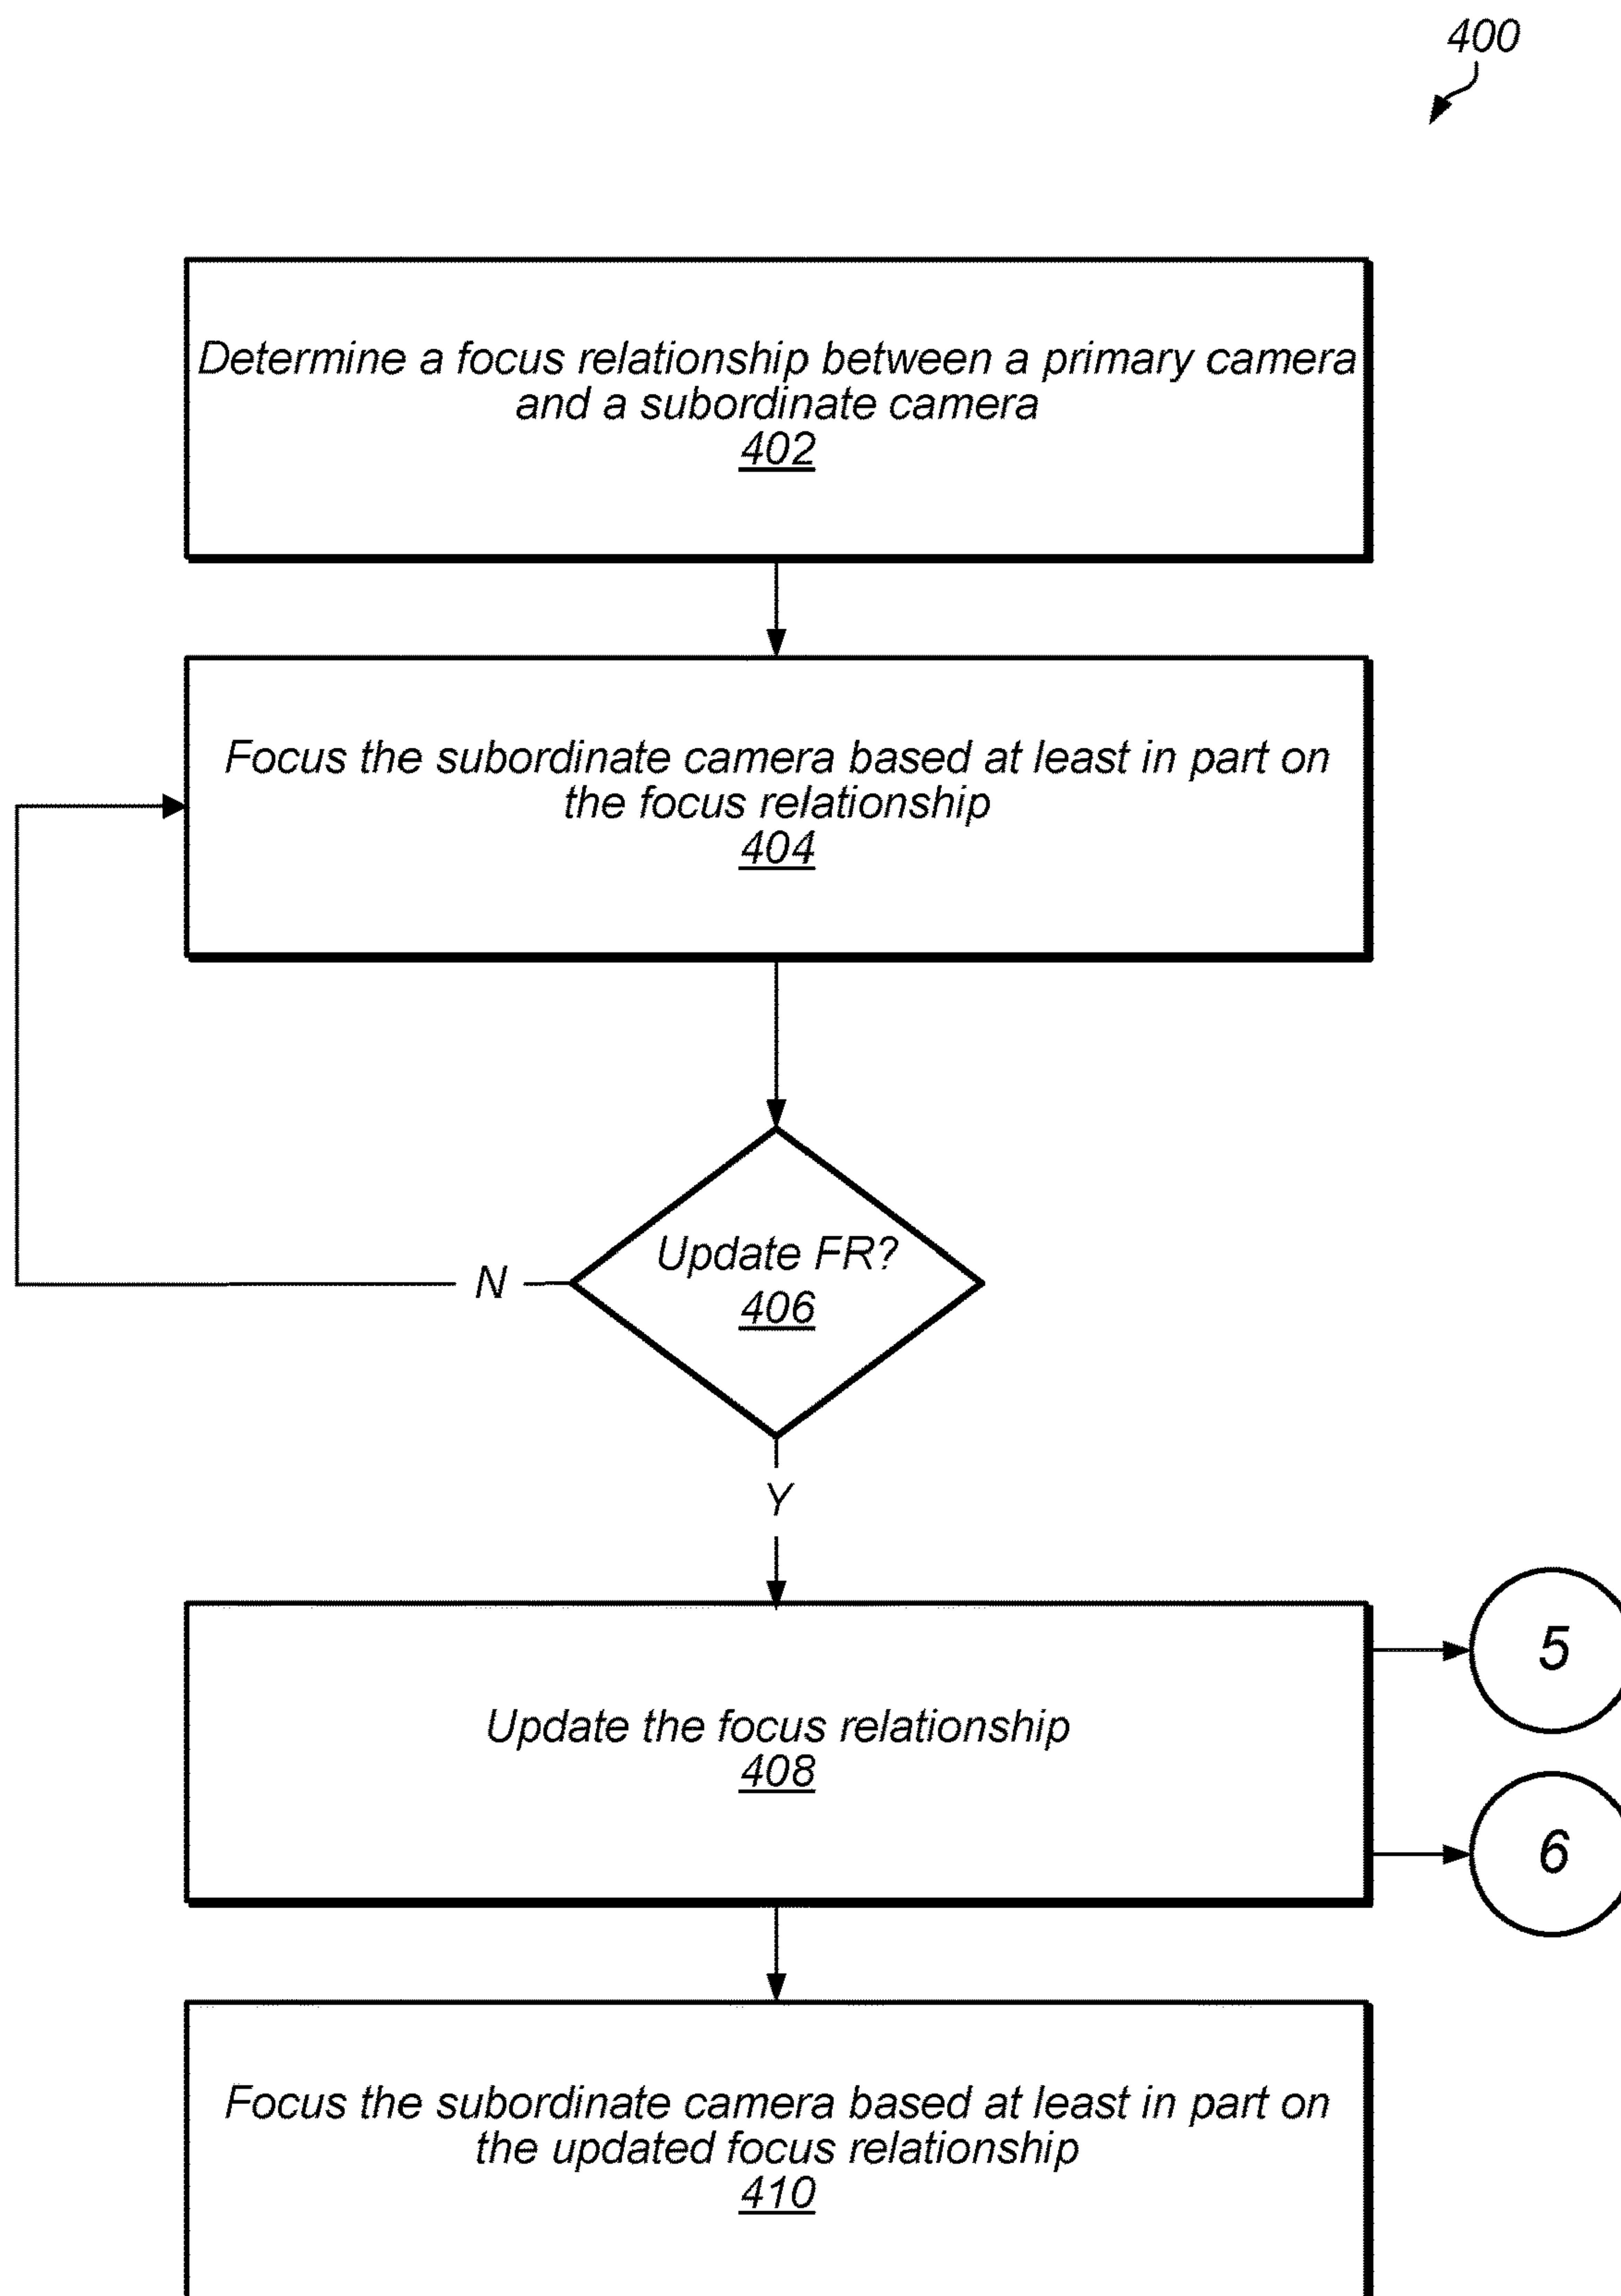 400
Determine a focus relationship between a primary camera
and a subordinate camera
402
Focus the subordinate camera based at least in part on
the focus relationship
404
Update FR?
406
N
Y
Update the focus relationship
408
5
6
Focus the subordinate camera based at least in part on
the updated focus relationship
410